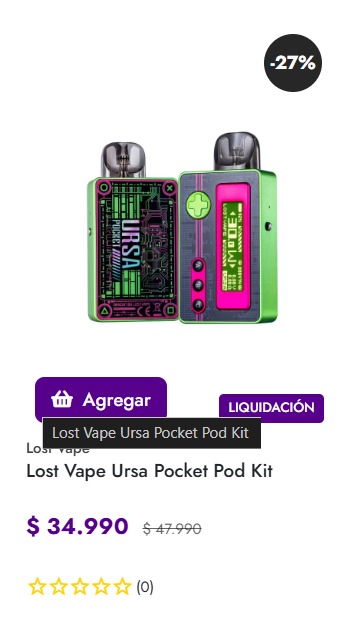 -27%
URSA
POCKET
Agregar
LIQUIDACIÓN
Lost Vape Ursa Pocket Pod Kit
Lost Vape
Lost Vape Ursa Pocket Pod Kit
$ 34.990 $ 47.990
(0)